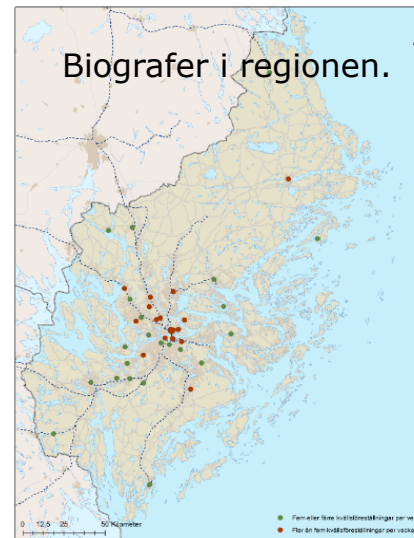 Biografer i regionen.
Fem eller färre kvällsföreställningar per ve
Fler än fem kvällsföreställningar per vecka
0 12,5 25 50 Kilometer